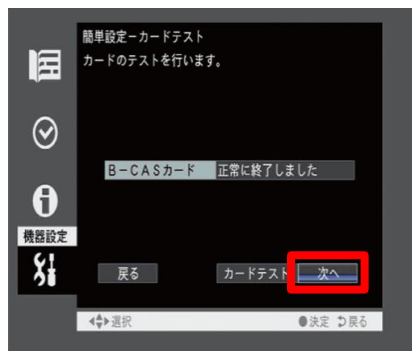 簡単設定－カードテスト
カードのテストを行います。
B－CASカード 正常に終了しました
機器設定
戻る カードテスト 次へ
選択 決定 戻る